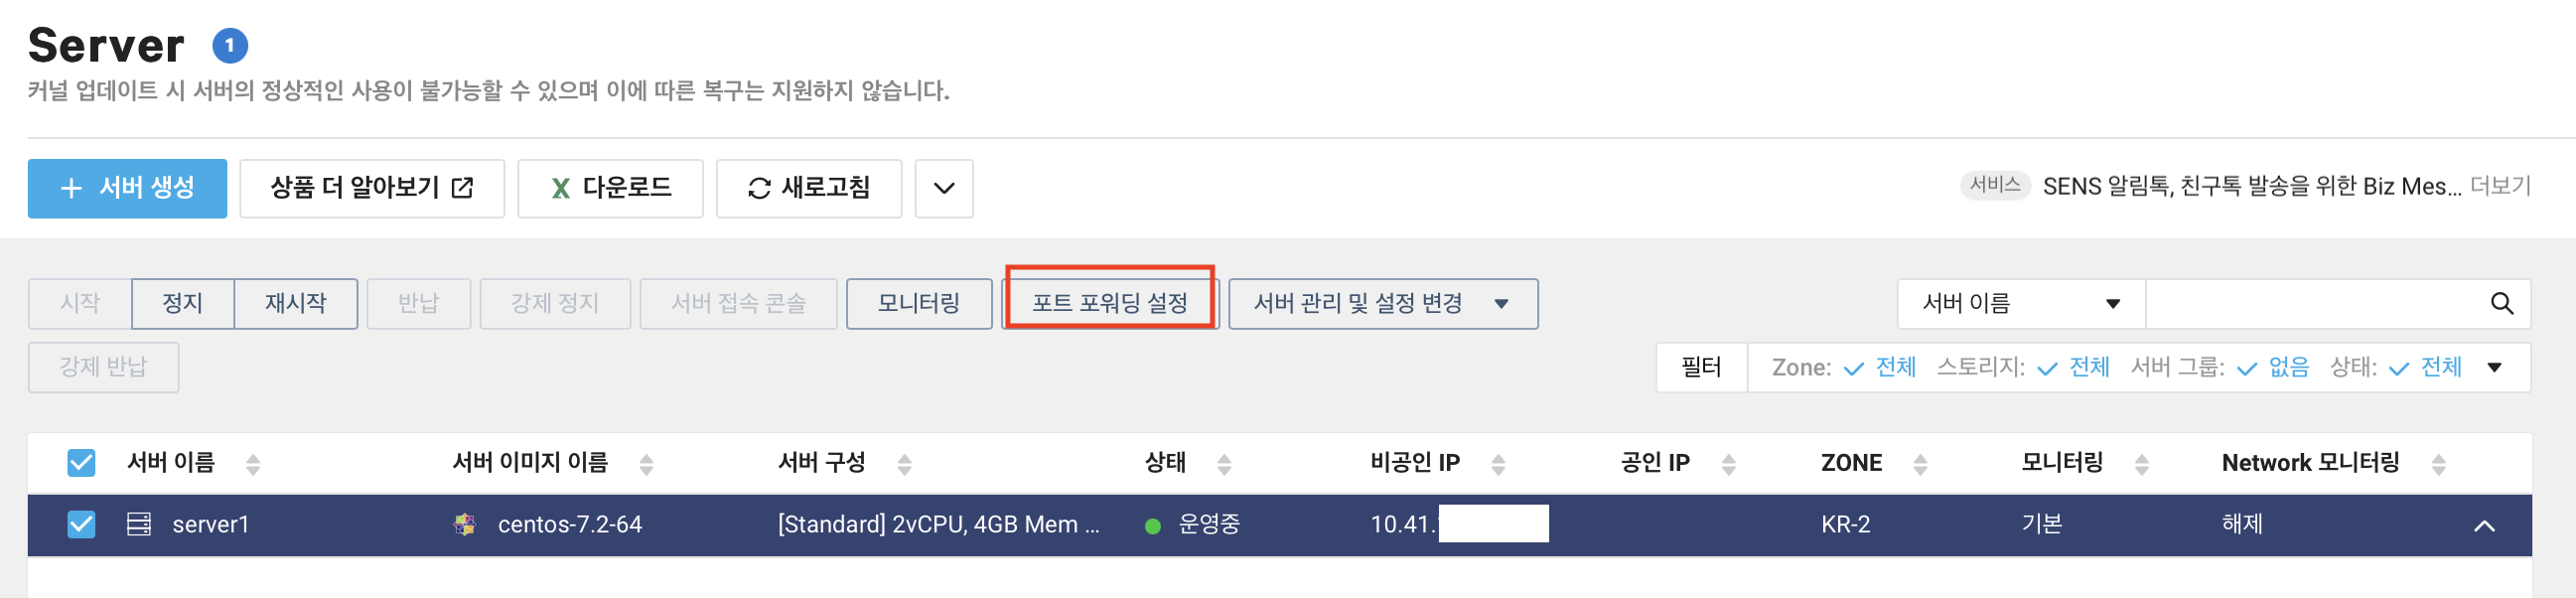 Server 1
커널 업데이트 시 서버의 정상적인 사용이 불가능할 수 있으며 이에 따른 복구는 지원하지 않습니다.
+ 서버 생성 상품 더 알아보기 X 다운로드 새로고침 서비스 SENS 알림톡, 친구톡 발송을 위한 Biz Mes... 더보기
시작 정지 재시작 반납 강제 정지 서버 접속 콘솔 모니터링 포트 포워딩 설정 서버 관리 및 설정 변경 서버 이름
강제 반납 필터 Zone: 전체 스토리지: 전체 서버 그룹: 없음 상태: 전체
서버 이름 서버 이미지 이름 서버 구성 상태 비공인 IP 공인 IP ZONE 모니터링 Network 모니터링
server1 centos-7.2-64 [Standard] 2vCPU, 4GB Mem ... 운영중 10.41. KR-2 기본 해제